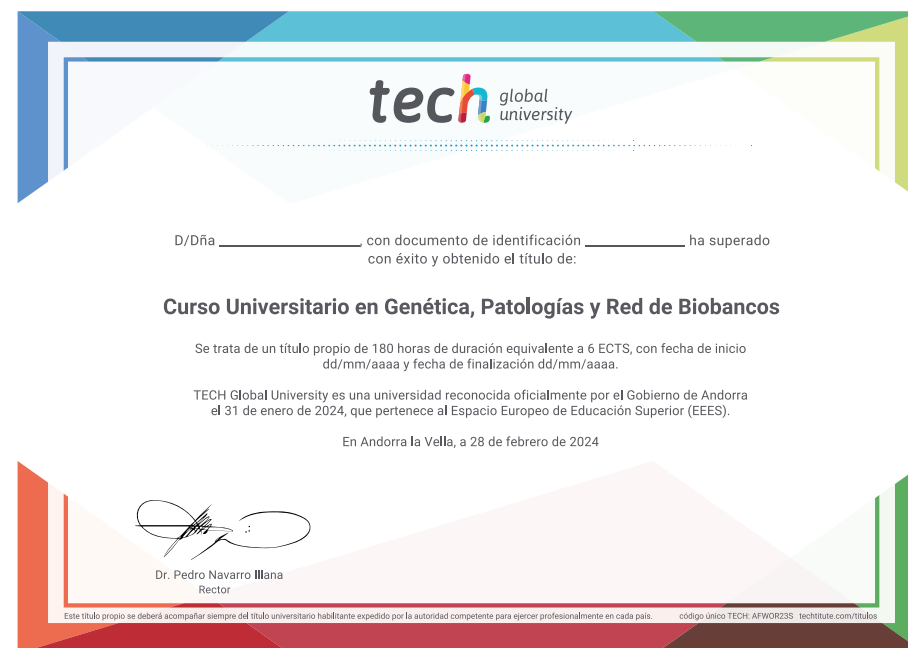 tech global university
D/Dña ______________, con documento de identificación __________ ha superado
con éxito y obtenido el título de:
Curso Universitario en Genética, Patologías y Red de Biobancos
Se trata de un título propio de 180 horas de duración equivalente a 6 ECTS, con fecha de inicio
dd/mm/aaaa y fecha de finalización dd/mm/aaaa.
TECH Global University es una universidad reconocida oficialmente por el Gobierno de Andorra
el 31 de enero de 2024, que pertenece al Espacio Europeo de Educación Superior (EEES).
En Andorra la Vella, a 28 de febrero de 2024
Dr. Pedro Navarro Illana
Rector
Este título propio se deberá acompañar siempre del título universitario habilitante expedido por la autoridad competente para ejercer profesionalmente en cada país. código único TECH: AFWOR23S techtitute.com/titulos